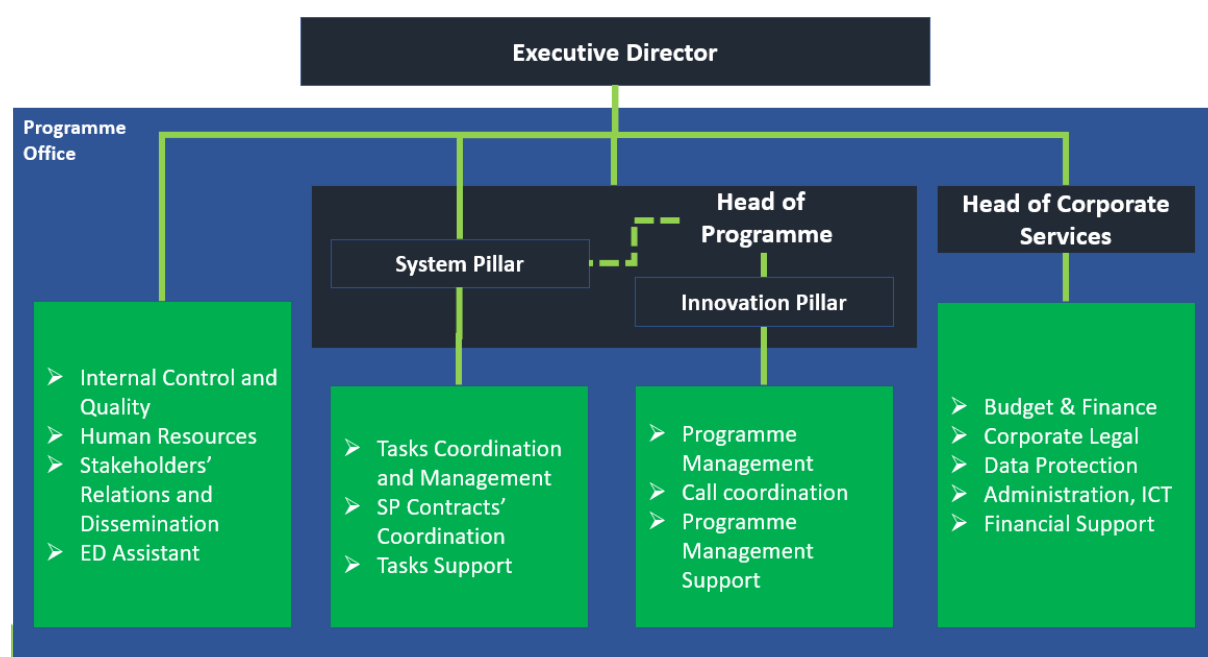 Executive Director
Programme
Office
Head of
Programme
Head of Corporate
Services
System Pillar
Innovation Pillar
➢ Internal Control and
Quality
➢ Human Resources
➢ Stakeholders’
Relations and
Dissemination
➢ ED Assistant
➢ Tasks Coordination
and Management
➢ SP Contracts’
Coordination
➢ Tasks Support
➢ Programme
Management
➢ Call coordination
➢ Programme
Management
Support
➢ Budget & Finance
➢ Corporate Legal
➢ Data Protection
➢ Administration, ICT
➢ Financial Support